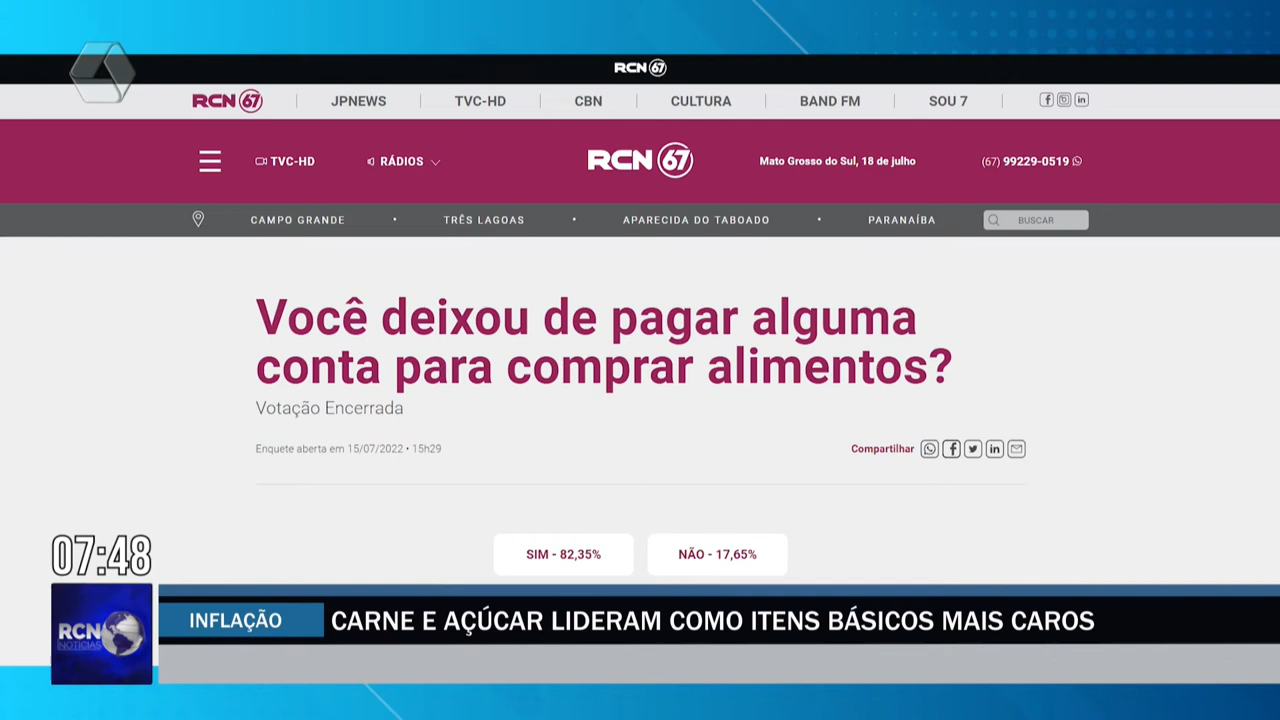 RCN 67
RCN 67
JPNEWS
TVC-HD
CBN
CULTURA
BAND FM
SOU 7
TVC-HD
RÁDIOS
RCN 67
Mato Grosso do Sul, 18 de julho
(67) 99229-0519
CAMPO GRANDE • TRÊS LAGOAS • APARECIDA DO TABOADO • PARANAÍBA
BUSCAR
Você deixou de pagar alguma
conta para comprar alimentos?
Votação Encerrada
Enquete aberta em 15/07/2022 • 15h29
Compartilhar
SIM - 82,35%
NÃO - 17,65%
07:48
INFLAÇÃO
CARNE E AÇÚCAR LIDERAM COMO ITENS BÁSICOS MAIS CAROS
RCN
NOTÍCIAS